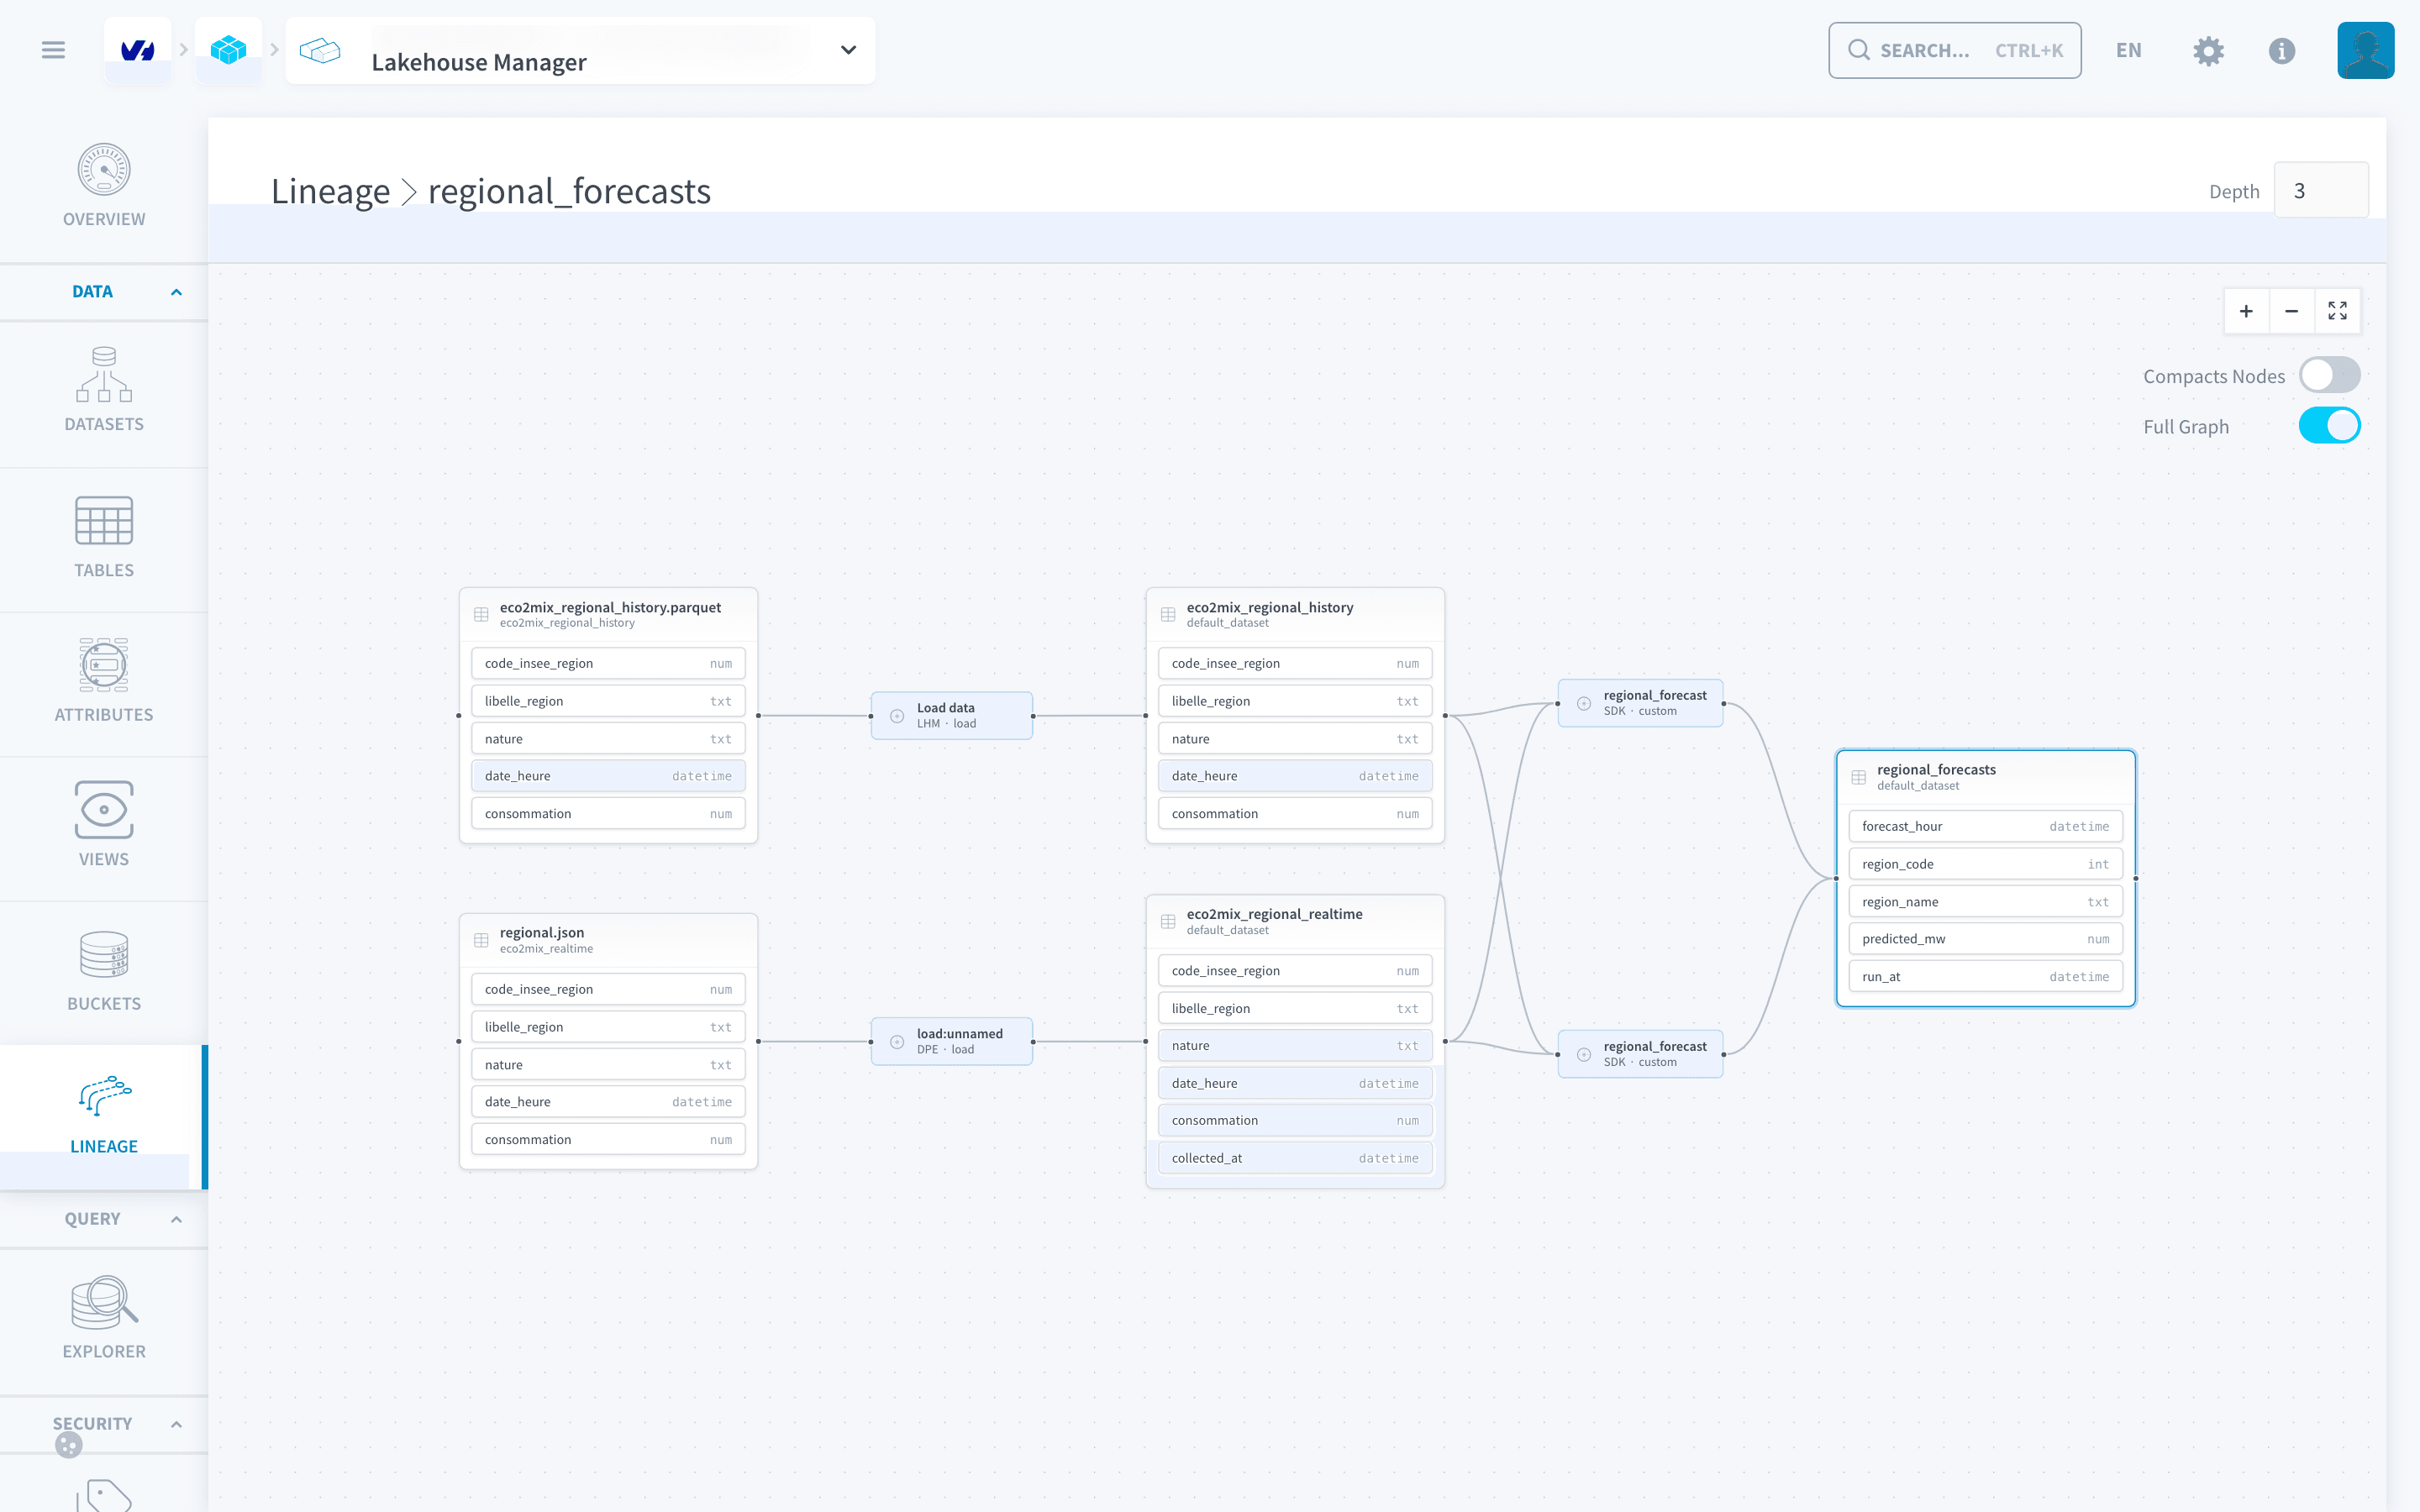 Lakehouse Manager
SEARCH... CTRL+K
EN
OVERVIEW
DATA
DATASETS
TABLES
ATTRIBUTES
VIEWS
BUCKETS
LINEAGE
QUERY
EXPLORER
SECURITY
Lineage > regional_forecasts
Depth 3
+ −
Compacts Nodes
Full Graph
eco2mix_regional_history.parquet
eco2mix_regional_history
code_insee_region num
libelle_region txt
nature txt
date_heure datetime
consommation num
regional.json
eco2mix_realtime
code_insee_region num
libelle_region txt
nature txt
date_heure datetime
consommation num
Load data
LHM · load
load:unnamed
DPE · load
eco2mix_regional_history
default_dataset
code_insee_region num
libelle_region txt
nature txt
date_heure datetime
consommation num
eco2mix_regional_realtime
default_dataset
code_insee_region num
libelle_region txt
nature txt
date_heure datetime
consommation num
collected_at datetime
regional_forecast
SDK · custom
regional_forecast
SDK · custom
regional_forecasts
default_dataset
forecast_hour datetime
region_code int
region_name txt
predicted_mw num
run_at datetime